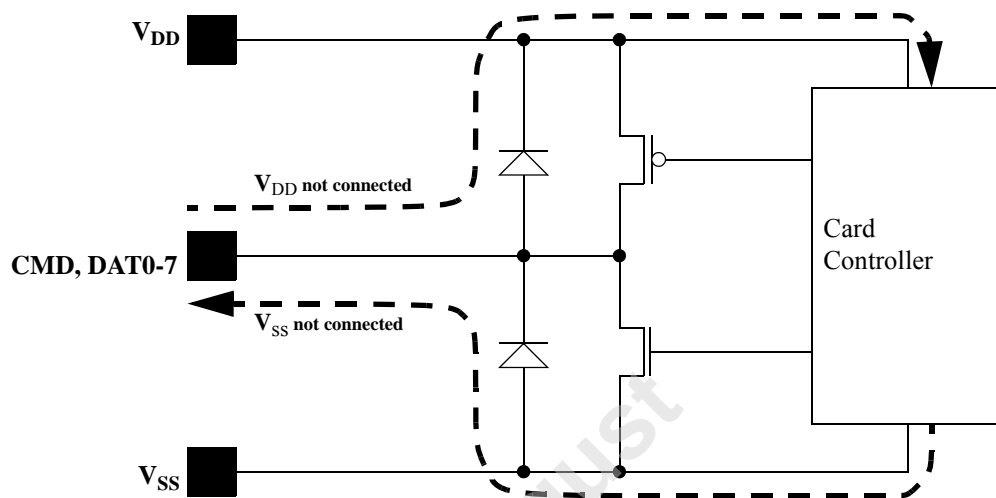 VDD
VDD not connected
CMD, DAT0-7
Card
Controller
VSS not connected
VSS